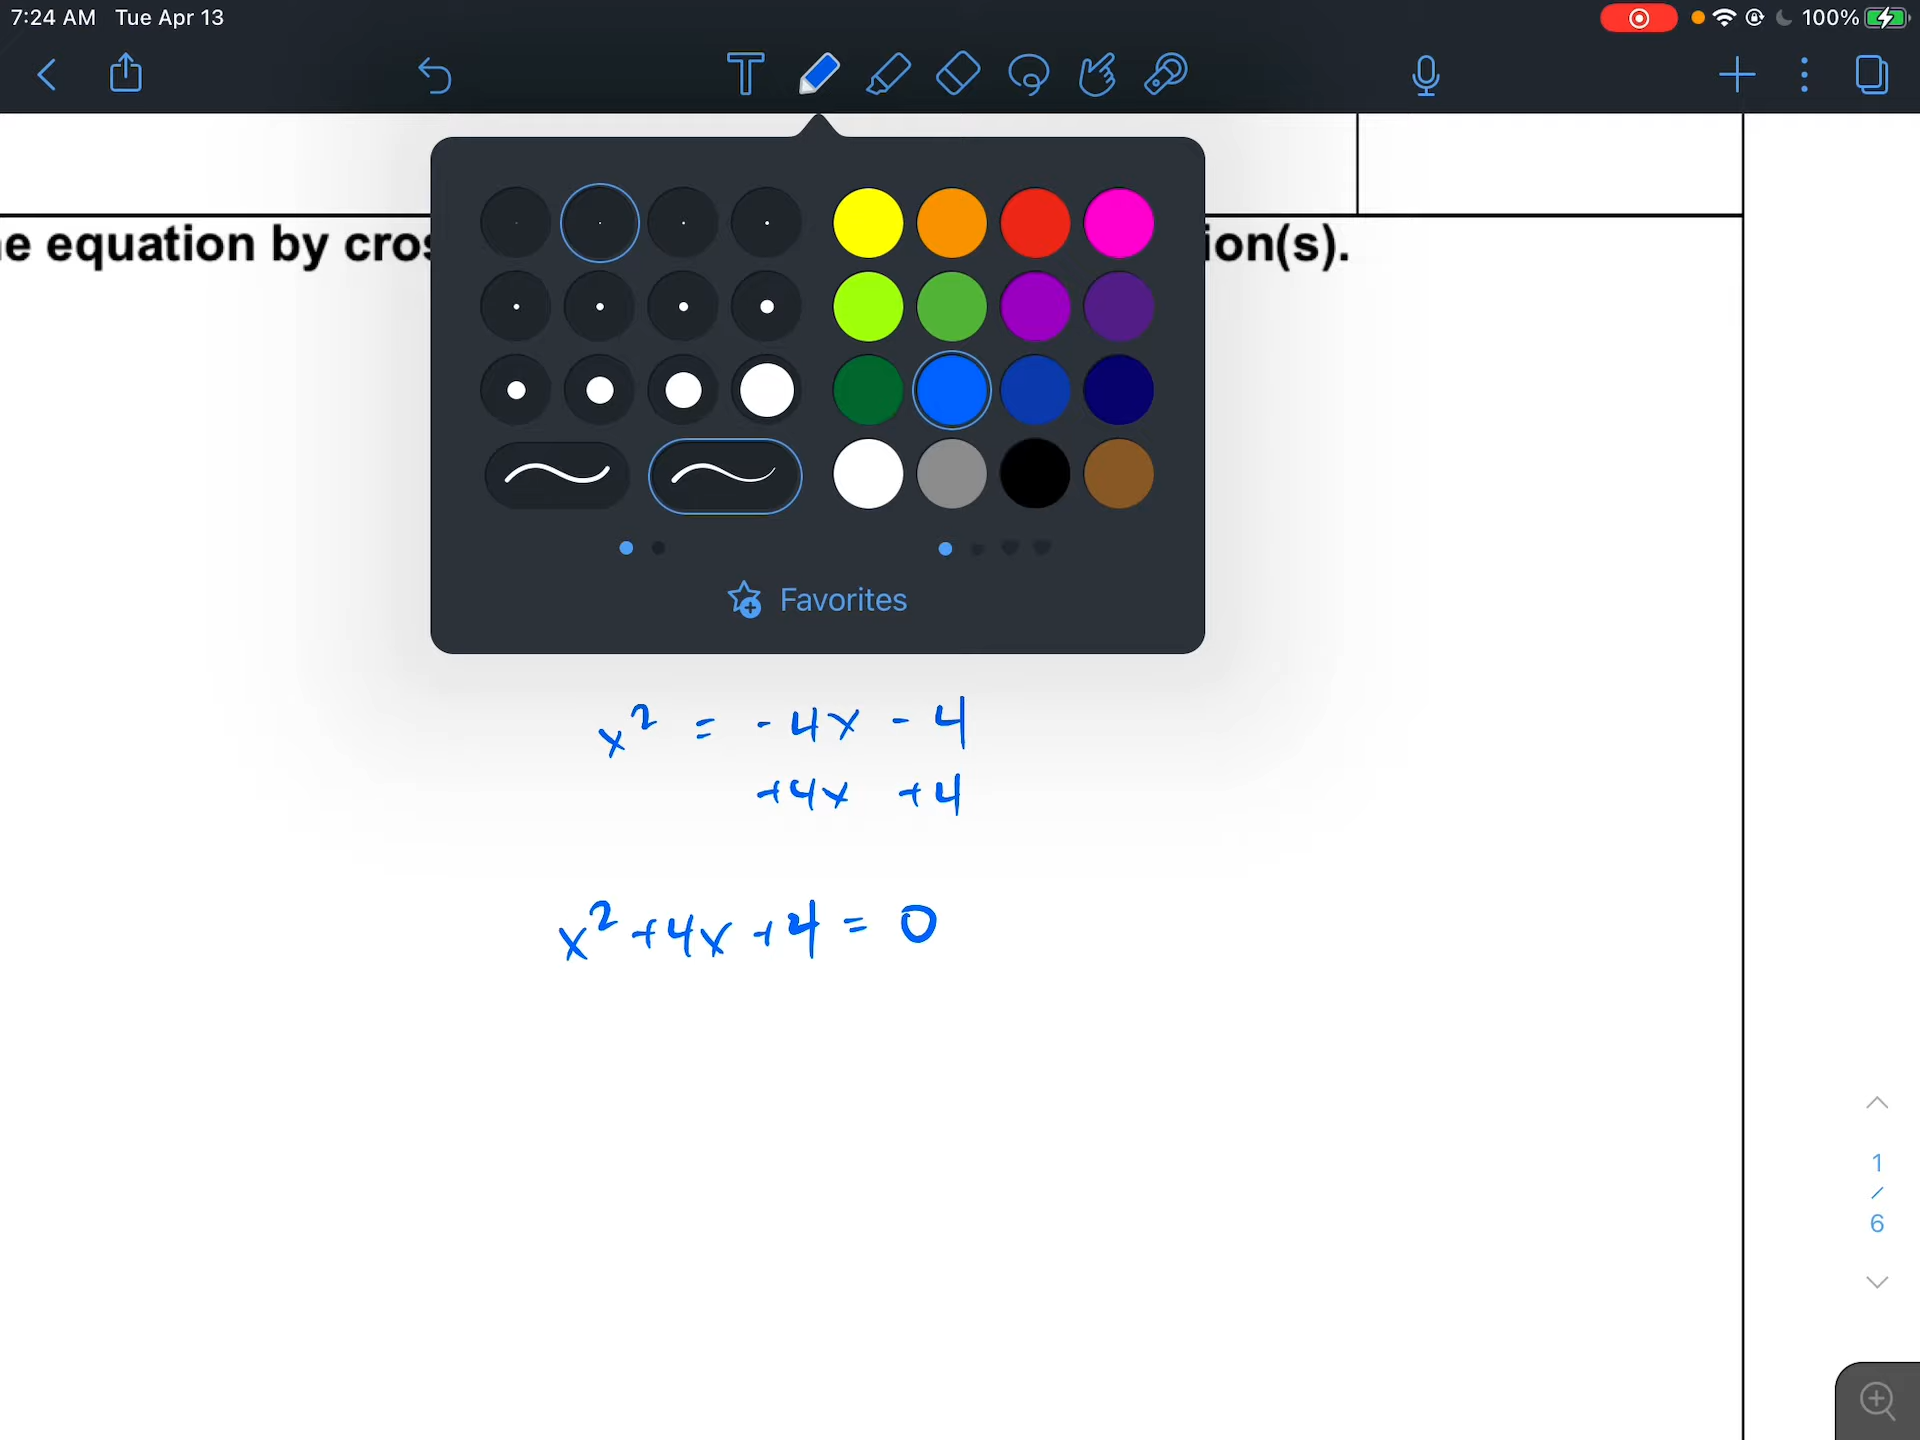 7:24 AM Tue Apr 13
100%
T
e equation by cros
ion(s).
Favorites
x² = -4x - 4
+4x +4
x² +4x +4 = 0
1
/
6